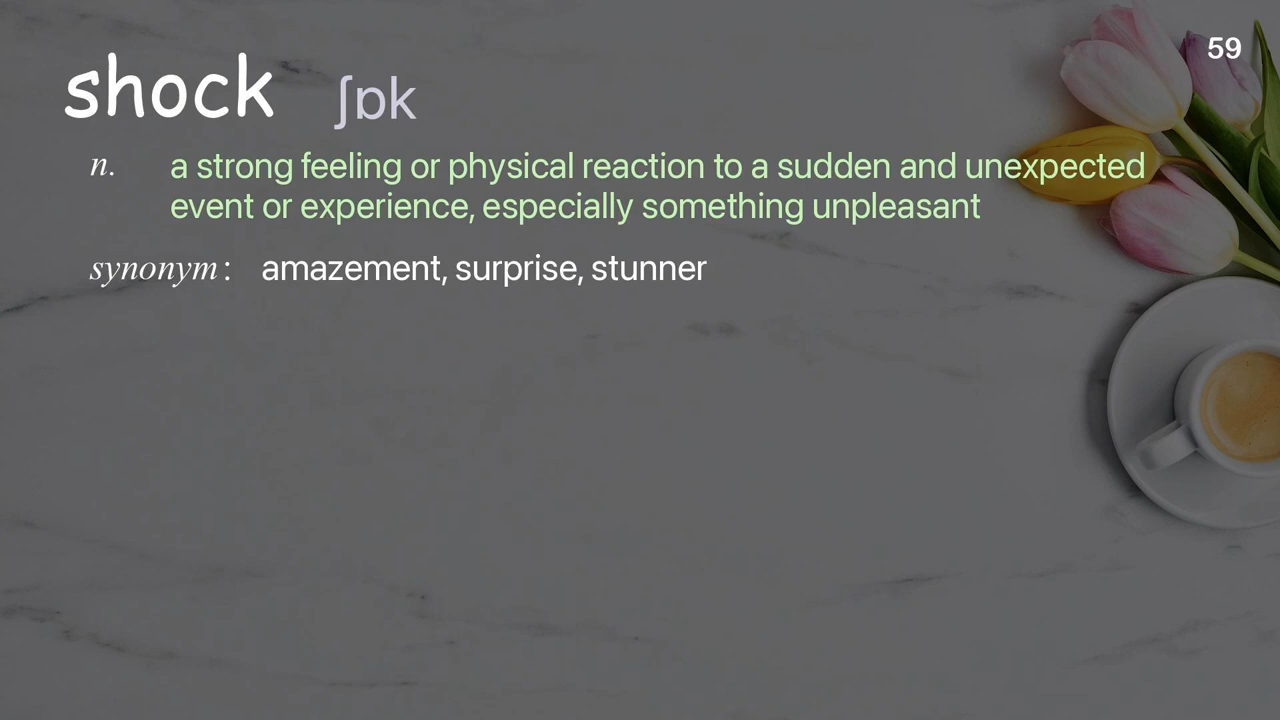 59
shock ʃɒk
n. a strong feeling or physical reaction to a sudden and unexpected
event or experience, especially something unpleasant
synonym: amazement, surprise, stunner